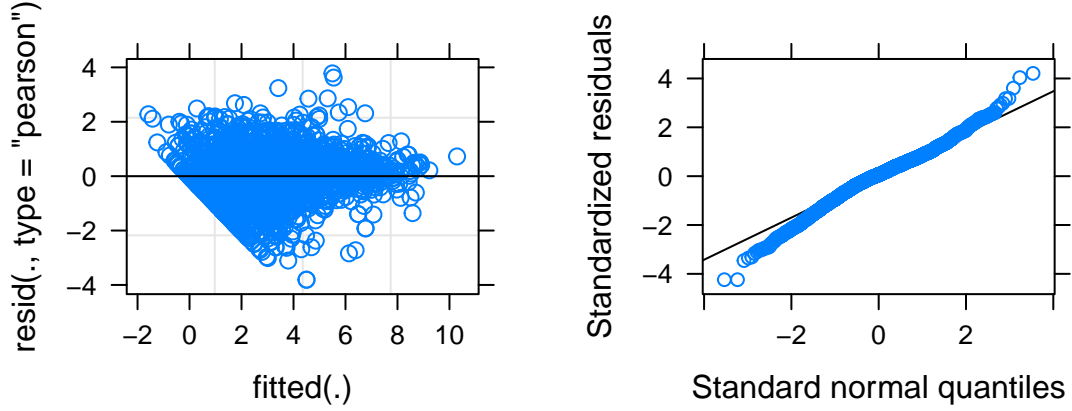 resid(., type = "pearson")
4
2
0
−2
−4
−2 0 2 4 6 8 10
fitted(.)
Standardized residuals
4
2
0
−2
−4
−2 0 2
Standard normal quantiles